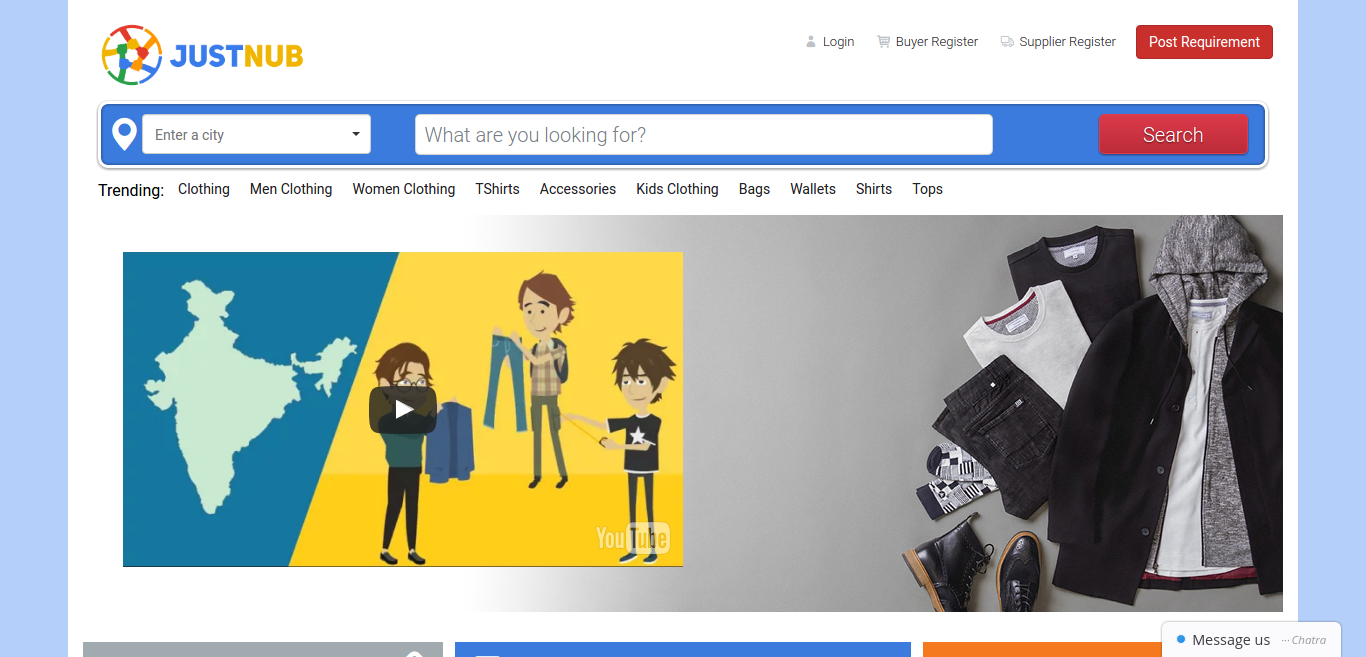 JUSTNUB
Login
Buyer Register
Supplier Register
Post Requirement
Enter a city
What are you looking for?
Search
Trending: Clothing Men Clothing Women Clothing TShirts Accessories Kids Clothing Bags Wallets Shirts Tops
YouTube
Message us
Chatra